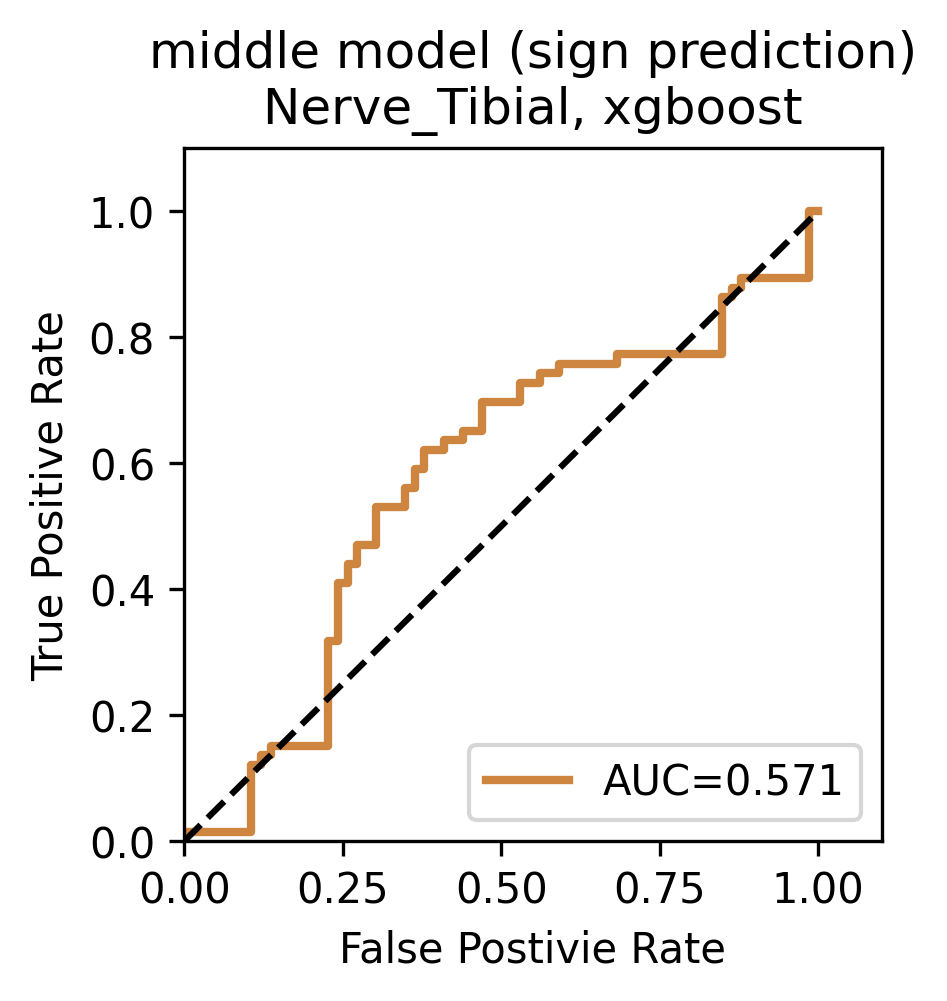 middle model (sign prediction)
Nerve_Tibial, xgboost
True Positive Rate
1.0
0.8
0.6
0.4
0.2
0.0
AUC=0.571
0.00 0.25 0.50 0.75 1.00
False Postivie Rate